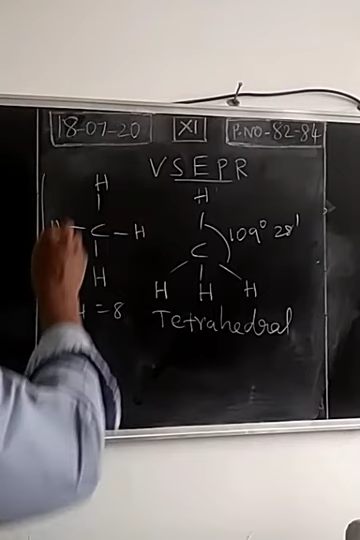 18-07-20 XI P.NO-82-84
VSEPR
H H
C – H 109° 28'
C
H H H H
= 8 Tetrahedral